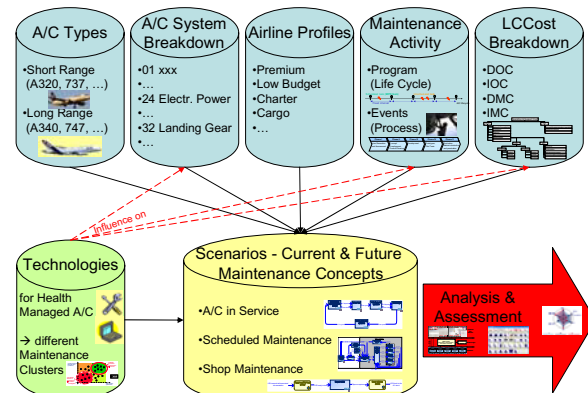 A/C Types
•Short Range
(A320, 737, …)
•Long Range
(A340, 747, …)
A/C System
Breakdown
•01 xxx
•…
•24 Electr. Power
•…
•32 Landing Gear
•…
Airline Profiles
•Premium
•Low Budget
•Charter
•Cargo
•…
Maintenance
Activity
•Program
(Life Cycle)
•Events
(Process)
LCCost
Breakdown
•DOC
•IOC
•DMC
•IMC
Influence on
Technologies
for Health
Managed A/C
→ different
Maintenance
Clusters
Scenarios - Current & Future
Maintenance Concepts
•A/C in Service
•Scheduled Maintenance
•Shop Maintenance
Analysis &
Assessment